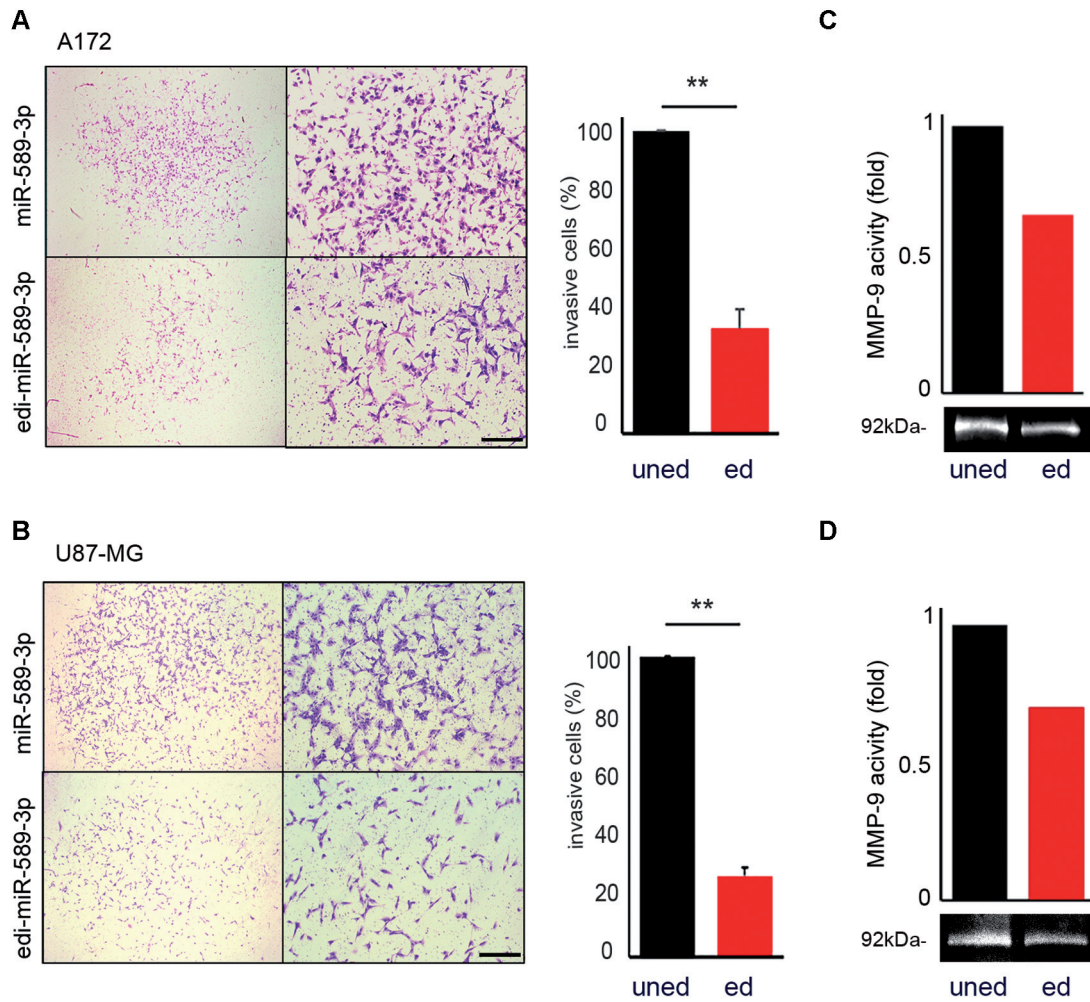 A
A172
miR-589-3p
edi-miR-589-3p
**
invasive cells (%)
100
80
60
40
20
0
uned
ed
C
MMP-9 acivity (fold)
1
0.5
0
92kDa-
uned
ed
B
U87-MG
miR-589-3p
edi-miR-589-3p
**
invasive cells (%)
100
80
60
40
20
0
uned
ed
D
MMP-9 acivity (fold)
1
0.5
0
92kDa-
uned
ed